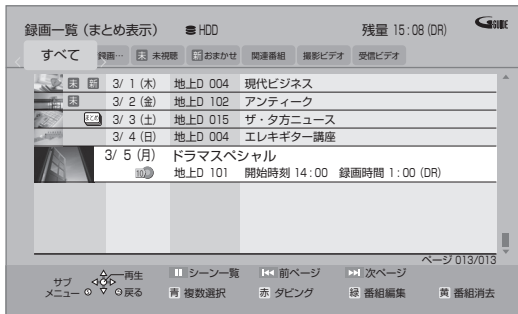 録画一覧（まとめ表示） HDD 残量 15:08 (DR) G GUIDE
すべて 録画… 未 未視聴 新 おまかせ 関連番組 撮影ビデオ 受信ビデオ
未 新 3/ 1 (木) 地上D 004 現代ビジネス
未 3/ 2 (金) 地上D 102 アンティーク
まとめ 3/ 3 (土) 地上D 015 ザ・夕方ニュース
3/ 4 (日) 地上D 004 エレキギター講座
3/ 5 (月) ドラマスペシャル
地上D 101 開始時刻 14:00 録画時間 1:00 (DR)
ページ 013/013
サブメニュー 再生 戻る シーン一覧 前ページ 次ページ
青 複数選択 赤 ダビング 緑 番組編集 黄 番組消去